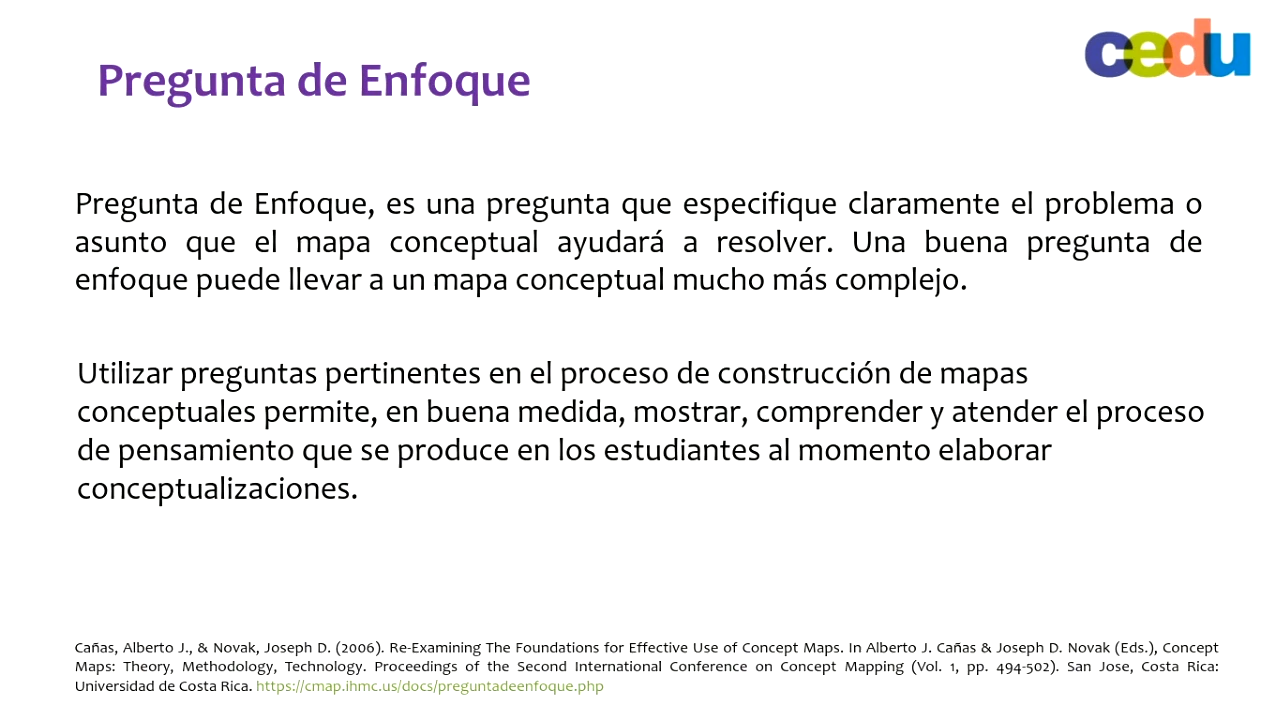 cedu
Pregunta de Enfoque
Pregunta de Enfoque, es una pregunta que especifique claramente el problema o
asunto que el mapa conceptual ayudará a resolver. Una buena pregunta de
enfoque puede llevar a un mapa conceptual mucho más complejo.
Utilizar preguntas pertinentes en el proceso de construcción de mapas
conceptuales permite, en buena medida, mostrar, comprender y atender el proceso
de pensamiento que se produce en los estudiantes al momento elaborar
conceptualizaciones.
Cañas, Alberto J., & Novak, Joseph D. (2006). Re-Examining The Foundations for Effective Use of Concept Maps. In Alberto J. Cañas & Joseph D. Novak (Eds.), Concept
Maps: Theory, Methodology, Technology. Proceedings of the Second International Conference on Concept Mapping (Vol. 1, pp. 494-502). San Jose, Costa Rica:
Universidad de Costa Rica. https://cmap.ihmc.us/docs/preguntadeenfoque.php